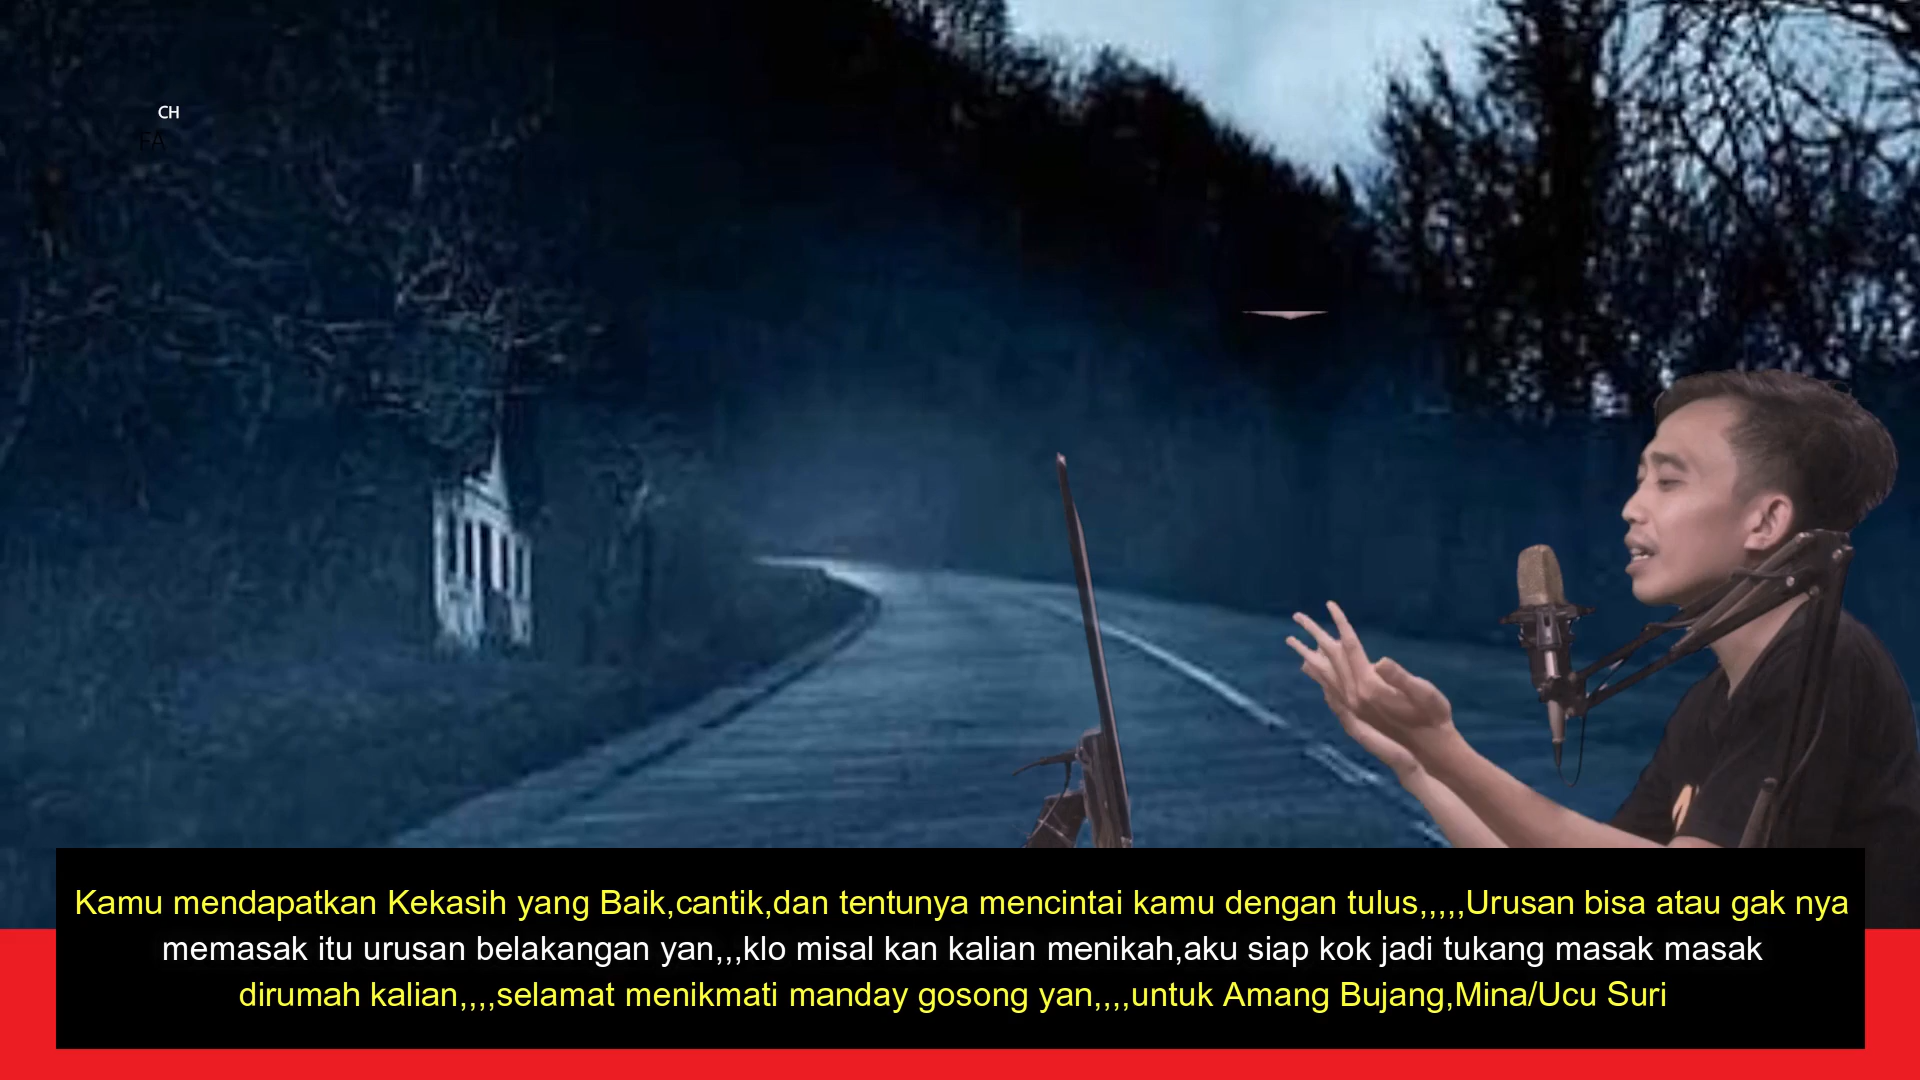 CH
FA
Kamu mendapatkan Kekasih yang Baik,cantik,dan tentunya mencintai kamu dengan tulus,,,,,Urusan bisa atau gak nya
memasak itu urusan belakangan yan,,,klo misal kan kalian menikah,aku siap kok jadi tukang masak masak
dirumah kalian,,,,selamat menikmati manday gosong yan,,,,untuk Amang Bujang,Mina/Ucu Suri